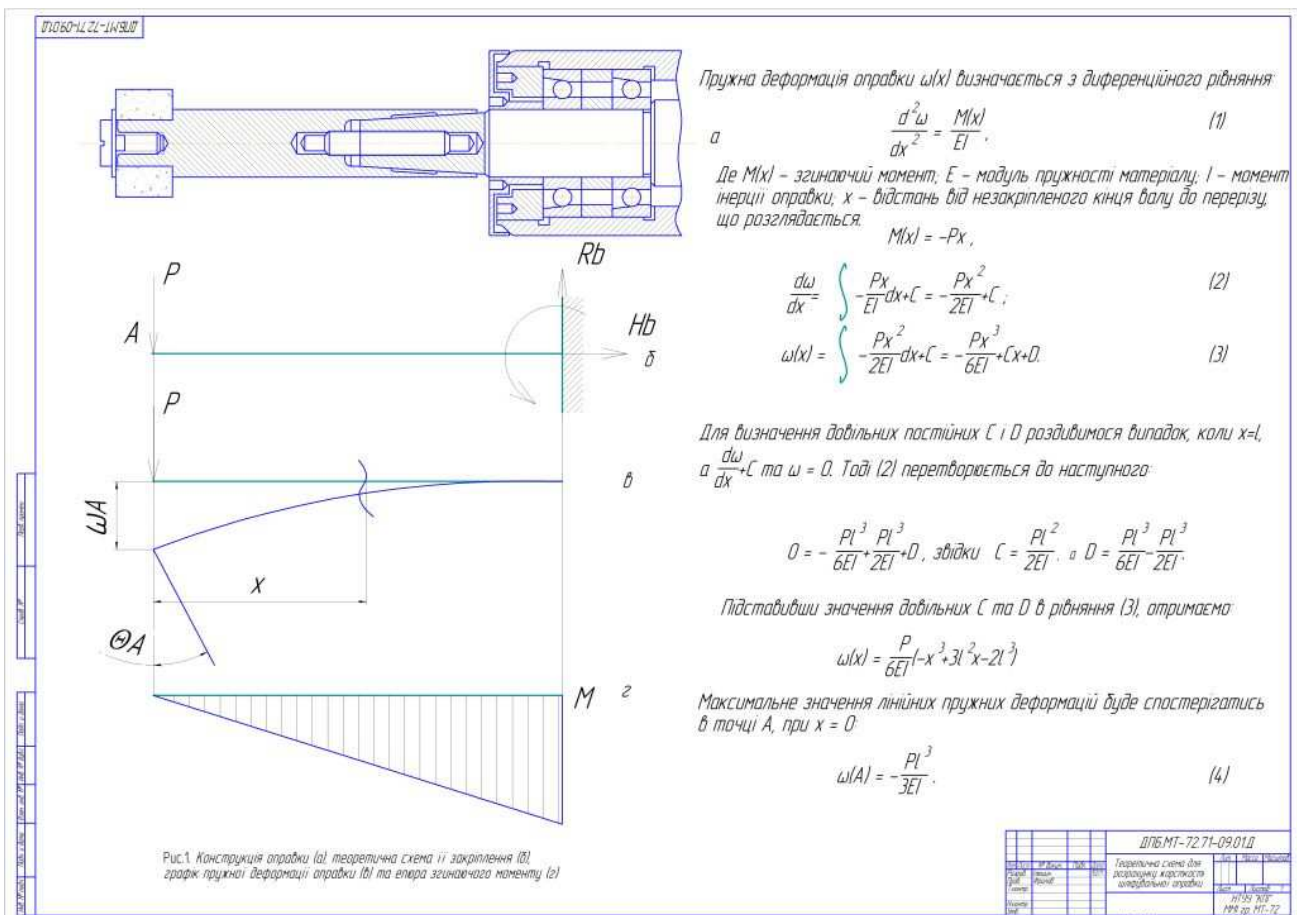 ДПБ.МТ-72.71-09.01.Д
Пружна деформація оправки ω(x) визначається з диференційного рівняння:
d²ω/dx² = M(x)/EI , (1)
а
Де M(x) – згинаючий момент; E – модуль пружності матеріалу; I – момент
інерції оправки; x – відстань від незакріпленого кінця валу до перерізу,
що розглядається.
M(x) = -Px ,
dω/dx = ∫ -Px/EI dx+C = -Px²/2EI +C ; (2)
ω(x) = ∫ -Px²/2EI dx+C = -Px³/6EI +Cx+D. (3)
Для визначення довільних постійних C і D роздивимося випадок, коли x=l,
а dω/dx +C та ω = 0. Тоді (2) перетворюється до наступного:
0 = - Pl³/6EI + Pl³/2EI +D , звідки C = Pl²/2EI . а D = Pl³/6EI - Pl³/2EI .
Підставивши значення довільних C та D в рівняння (3), отримаємо:
ω(x) = P/6EI (-x³+3l²x-2l³)
Максимальне значення лінійних пружних деформацій буде спостерігатись
в точці A, при x = 0:
ω(A) = - Pl³/3EI . (4)
P
Rb
A
Hb
б
P
в
ωA
x
ΘA
M
г
Рис.1. Конструкція оправки (а), теоретична схема її закріплення (б),
графік пружної деформації оправки (в) та епюра згинаючого моменту (г)
ДПБ.МТ-72.71-09.01.Д
Теоретична схема для
розрахунку жорсткості
шліфувальної оправки
НТУУ "КПІ"
ММІ гр. МТ-72